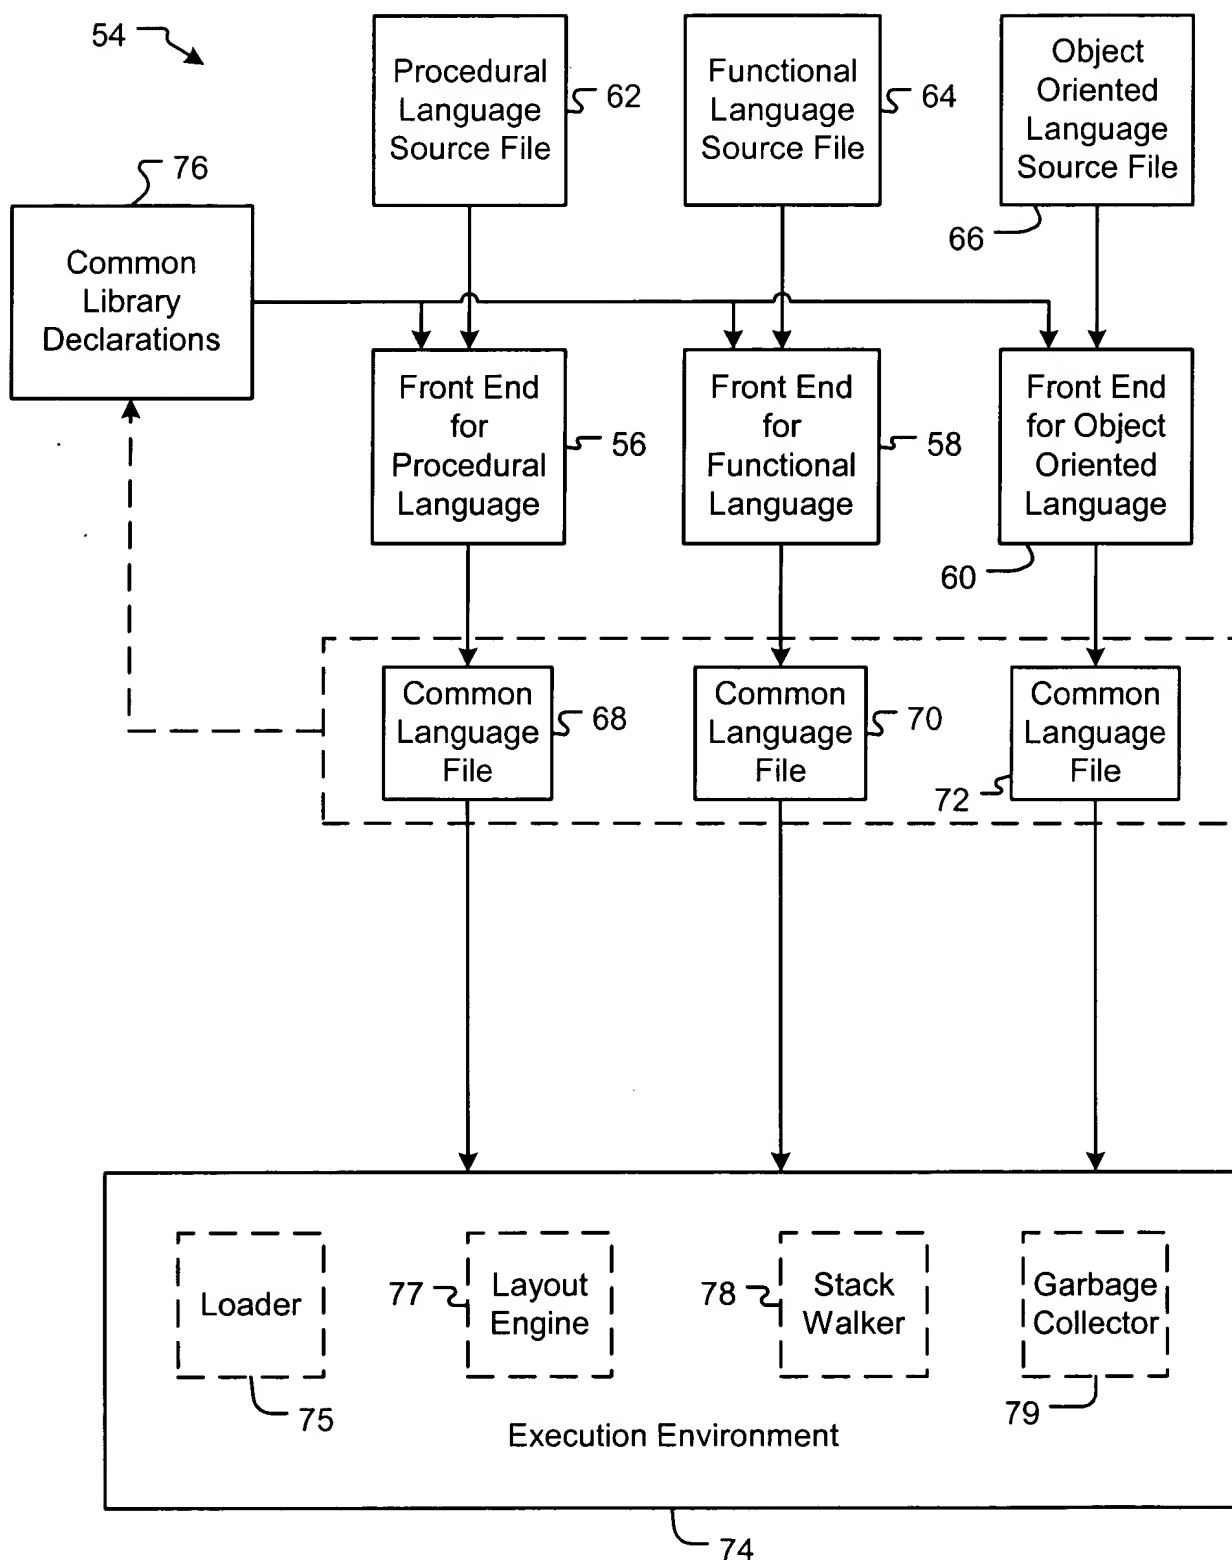 54
Procedural
Language
Source File
62
Functional
Language
Source File
64
Object
Oriented
Language
Source File
66
76
Common
Library
Declarations
Front End
for
Procedural
Language
56
Front End
for
Functional
Language
58
Front End
for Object
Oriented
Language
60
Common
Language
File
68
Common
Language
File
70
Common
Language
File
72
Loader
75
77
Layout
Engine
78
Stack
Walker
Garbage
Collector
79
Execution Environment
74